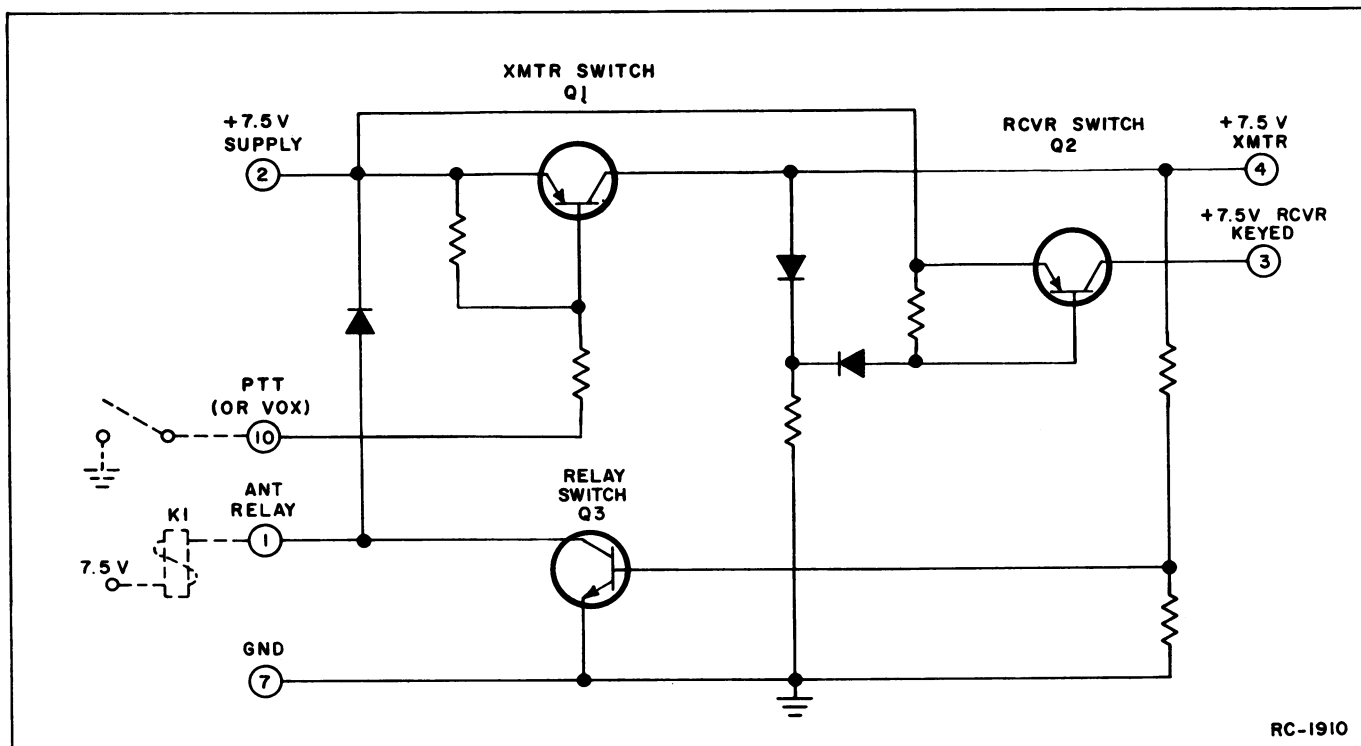 XMTR SWITCH
Q1
+7.5 V
SUPPLY
2
RCVR SWITCH
Q2
+7.5 V
XMTR
4
+7.5V RCVR
KEYED
3
PTT
(OR VOX)
10
ANT
RELAY
1
K1
7.5 V
RELAY
SWITCH
Q3
GND
7
RC-1910